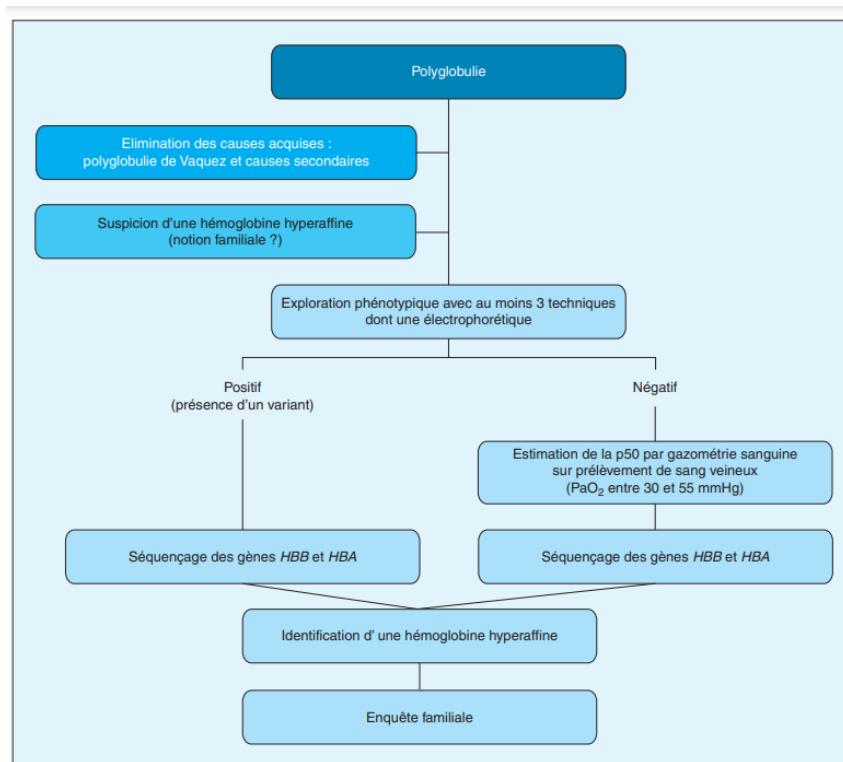 Polyglobulie
Elimination des causes acquises :
polyglobulie de Vaquez et causes secondaires
Suspicion d'une hémoglobine hyperaffine
(notion familiale ?)
Exploration phénotypique avec au moins 3 techniques
dont une électrophorétique
Positif
(présence d'un variant)
Négatif
Estimation de la p50 par gazométrie sanguine
sur prélèvement de sang veineux
(PaO₂ entre 30 et 55 mmHg)
Séquençage des gènes HBB et HBA
Séquençage des gènes HBB et HBA
Identification d' une hémoglobine hyperaffine
Enquête familiale